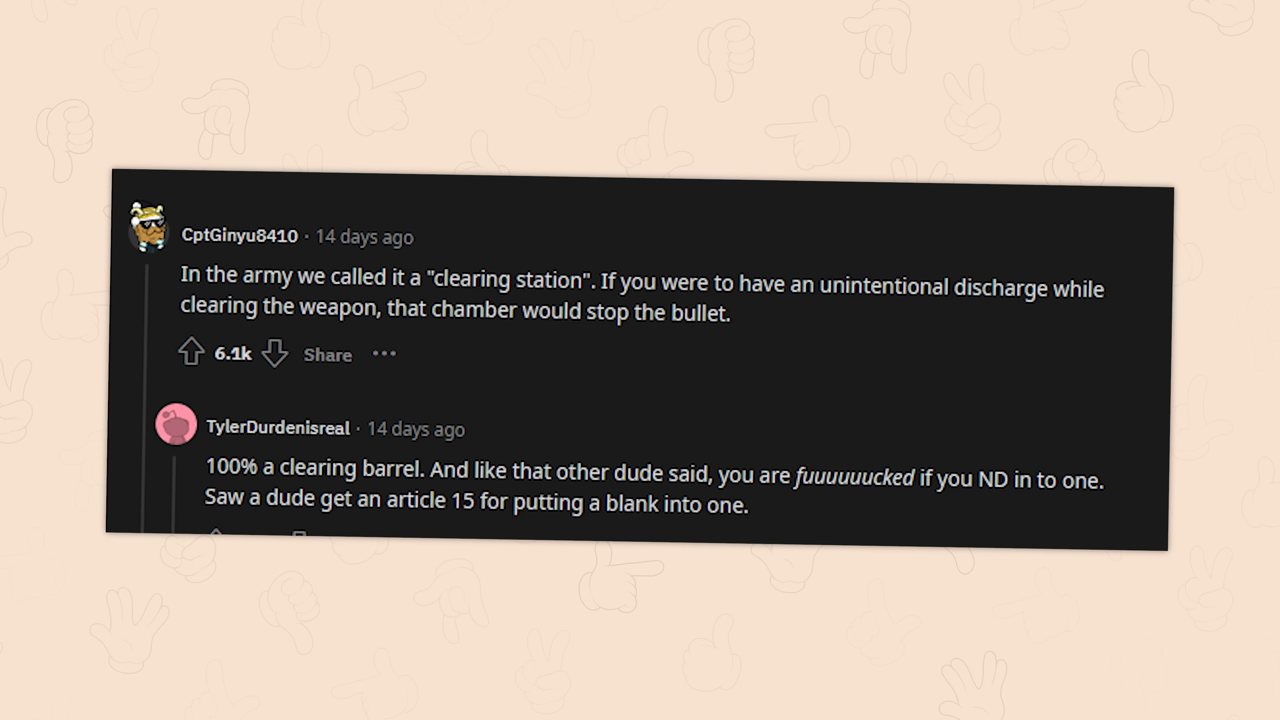 CptGinyu8410 · 14 days ago
In the army we called it a "clearing station". If you were to have an unintentional discharge while
clearing the weapon, that chamber would stop the bullet.
6.1k Share ···
TylerDurdenisreal · 14 days ago
100% a clearing barrel. And like that other dude said, you are fuuuuuucked if you ND in to one.
Saw a dude get an article 15 for putting a blank into one.